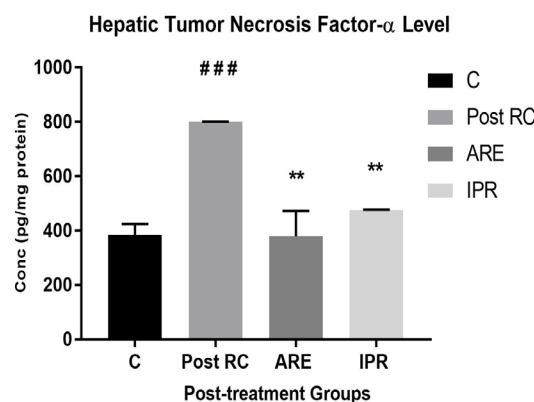 Hepatic Tumor Necrosis Factor-α Level
Conc (pg/mg protein)
1000
800
600
400
200
0
###
**
**
C
Post RC
ARE
IPR
Post-treatment Groups
C
Post RC
ARE
IPR